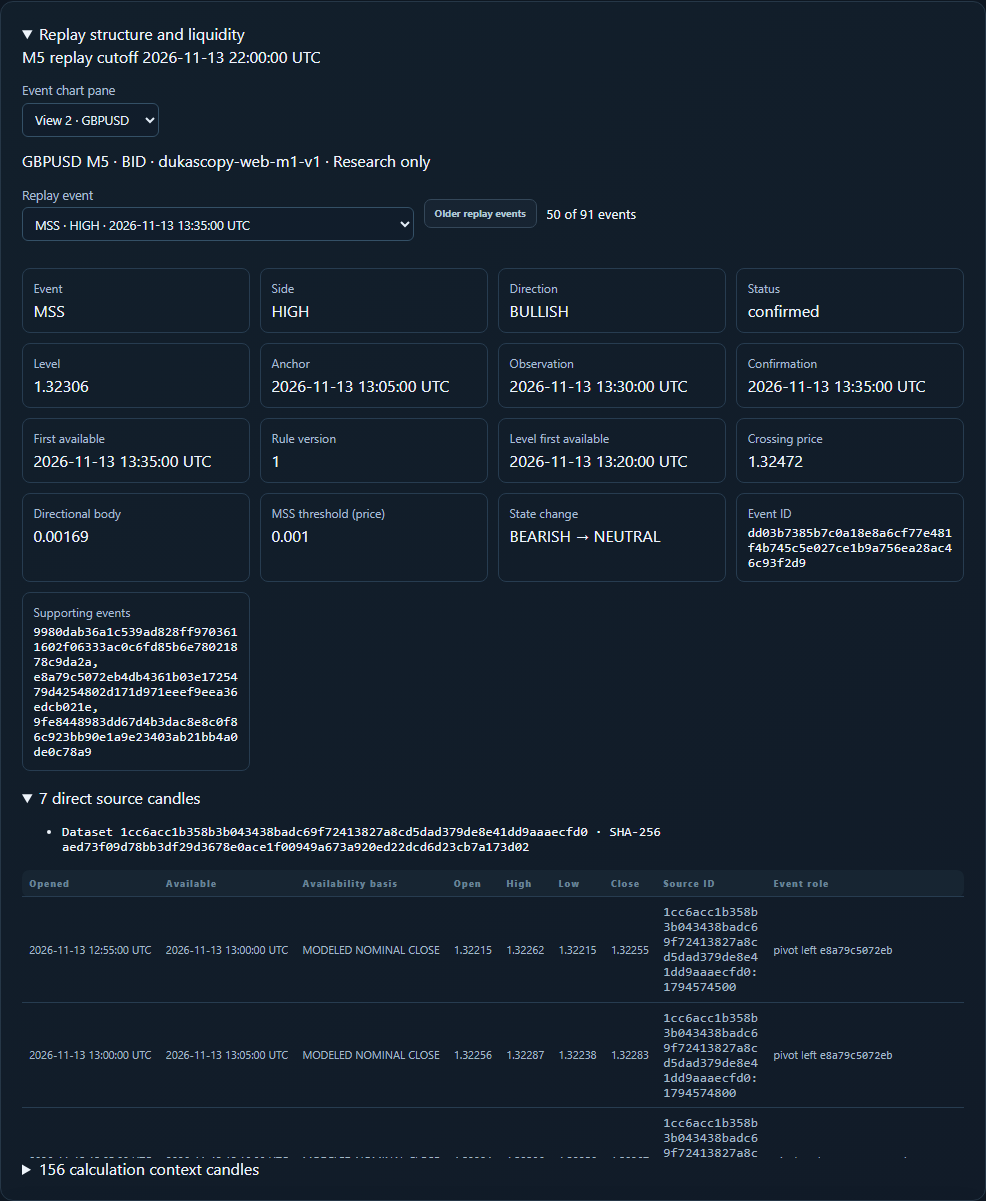 Replay structure and liquidity
M5 replay cutoff 2026-11-13 22:00:00 UTC
Event chart pane
View 2 · GBPUSD
GBPUSD M5 · BID · dukascopy-web-m1-v1 · Research only
Replay event
MSS · HIGH · 2026-11-13 13:35:00 UTC
Older replay events
50 of 91 events
Event
MSS
Side
HIGH
Direction
BULLISH
Status
confirmed
Level
1.32306
Anchor
2026-11-13 13:05:00 UTC
Observation
2026-11-13 13:30:00 UTC
Confirmation
2026-11-13 13:35:00 UTC
First available
2026-11-13 13:35:00 UTC
Rule version
1
Level first available
2026-11-13 13:20:00 UTC
Crossing price
1.32472
Directional body
0.00169
MSS threshold (price)
0.001
State change
BEARISH → NEUTRAL
Event ID
dd03b7385b7c0a18e8a6cf77e481
f4b745c5e027ce1b9a756ea28ac4
6c93f2d9
Supporting events
9980dab36a1c539ad828ff970361
1602f06333ac0c6fd85b6e78021​8
78c9da2a,
e8a79c5072eb4db4361b03e17254
79d4254802d171d971eeef9eea36
edcb021e,
9fe8448983dd67d4b3dac8e8c0f8
6c923bb90e1a9e23403ab21bb4a0
de0c78a9
7 direct source candles
• Dataset 1cc6acc1b358b3b043438badc69f72413827a8cd5dad379de8e41dd9aaaecfd0 · SHA-256
aed73f09d78bb3df29d3678e0ace1f00949a673a920ed22dcd6d23cb7a173d02
Opened Available Availability basis Open High Low Close Source ID Event role
2026-11-13 12:55:00 UTC 2026-11-13 13:00:00 UTC MODELED NOMINAL CLOSE 1.32215 1.32262 1.32215 1.32255
1cc6acc1b358b
3b043438badc6
9f72413827a8c
d5dad379de8e4
1dd9aaaecfd0:
1794574500
pivot left e8a79c5072eb
2026-11-13 13:00:00 UTC 2026-11-13 13:05:00 UTC MODELED NOMINAL CLOSE 1.32256 1.32287 1.32238 1.32283
1cc6acc1b358b
3b043438badc6
9f72413827a8c
d5dad379de8e4
1dd9aaaecfd0:
1794574800
pivot left e8a79c5072eb
1cc6acc1b358b
3b043438badc6
9f72413827a8c
156 calculation context candles